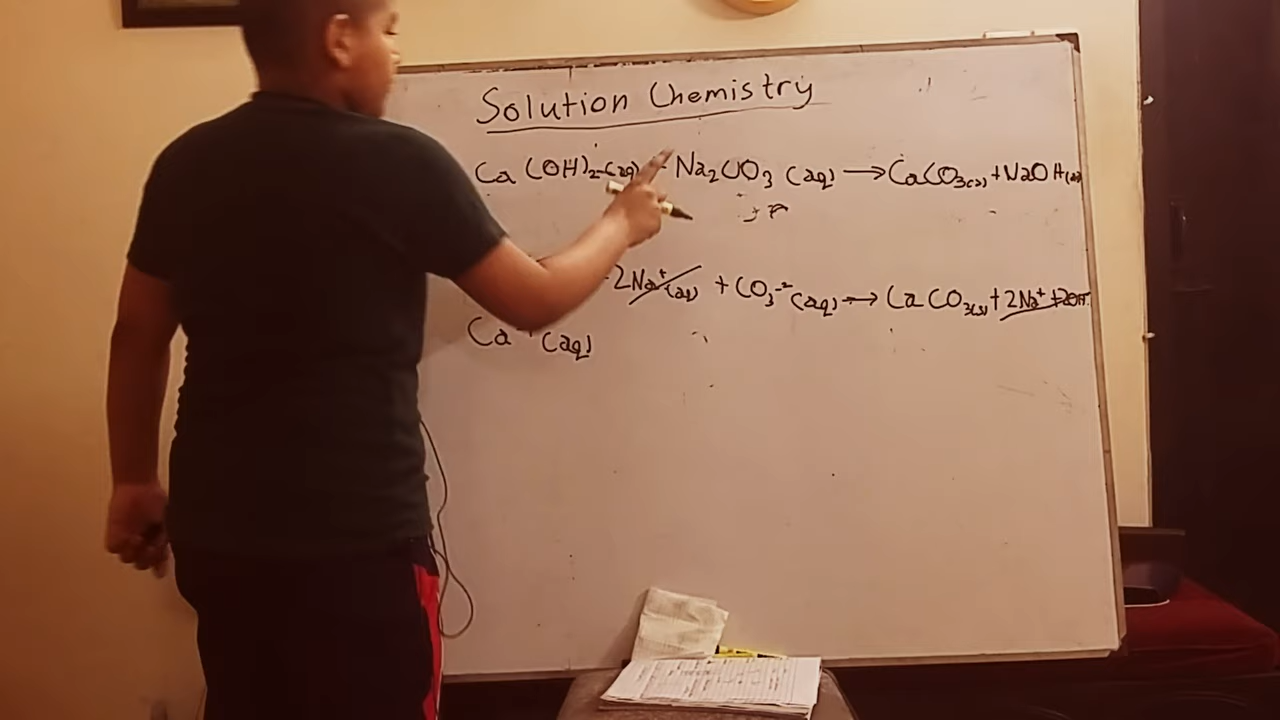 Solution Chemistry
Ca(OH)₂(aq) + Na₂CO₃ (aq) → CaCO₃(s) + NaOH(a)
2Na⁺(aq) + CO₃⁻²(aq) → CaCO₃(s) + 2Na⁺ + 2OH⁻
Ca⁺ (aq)